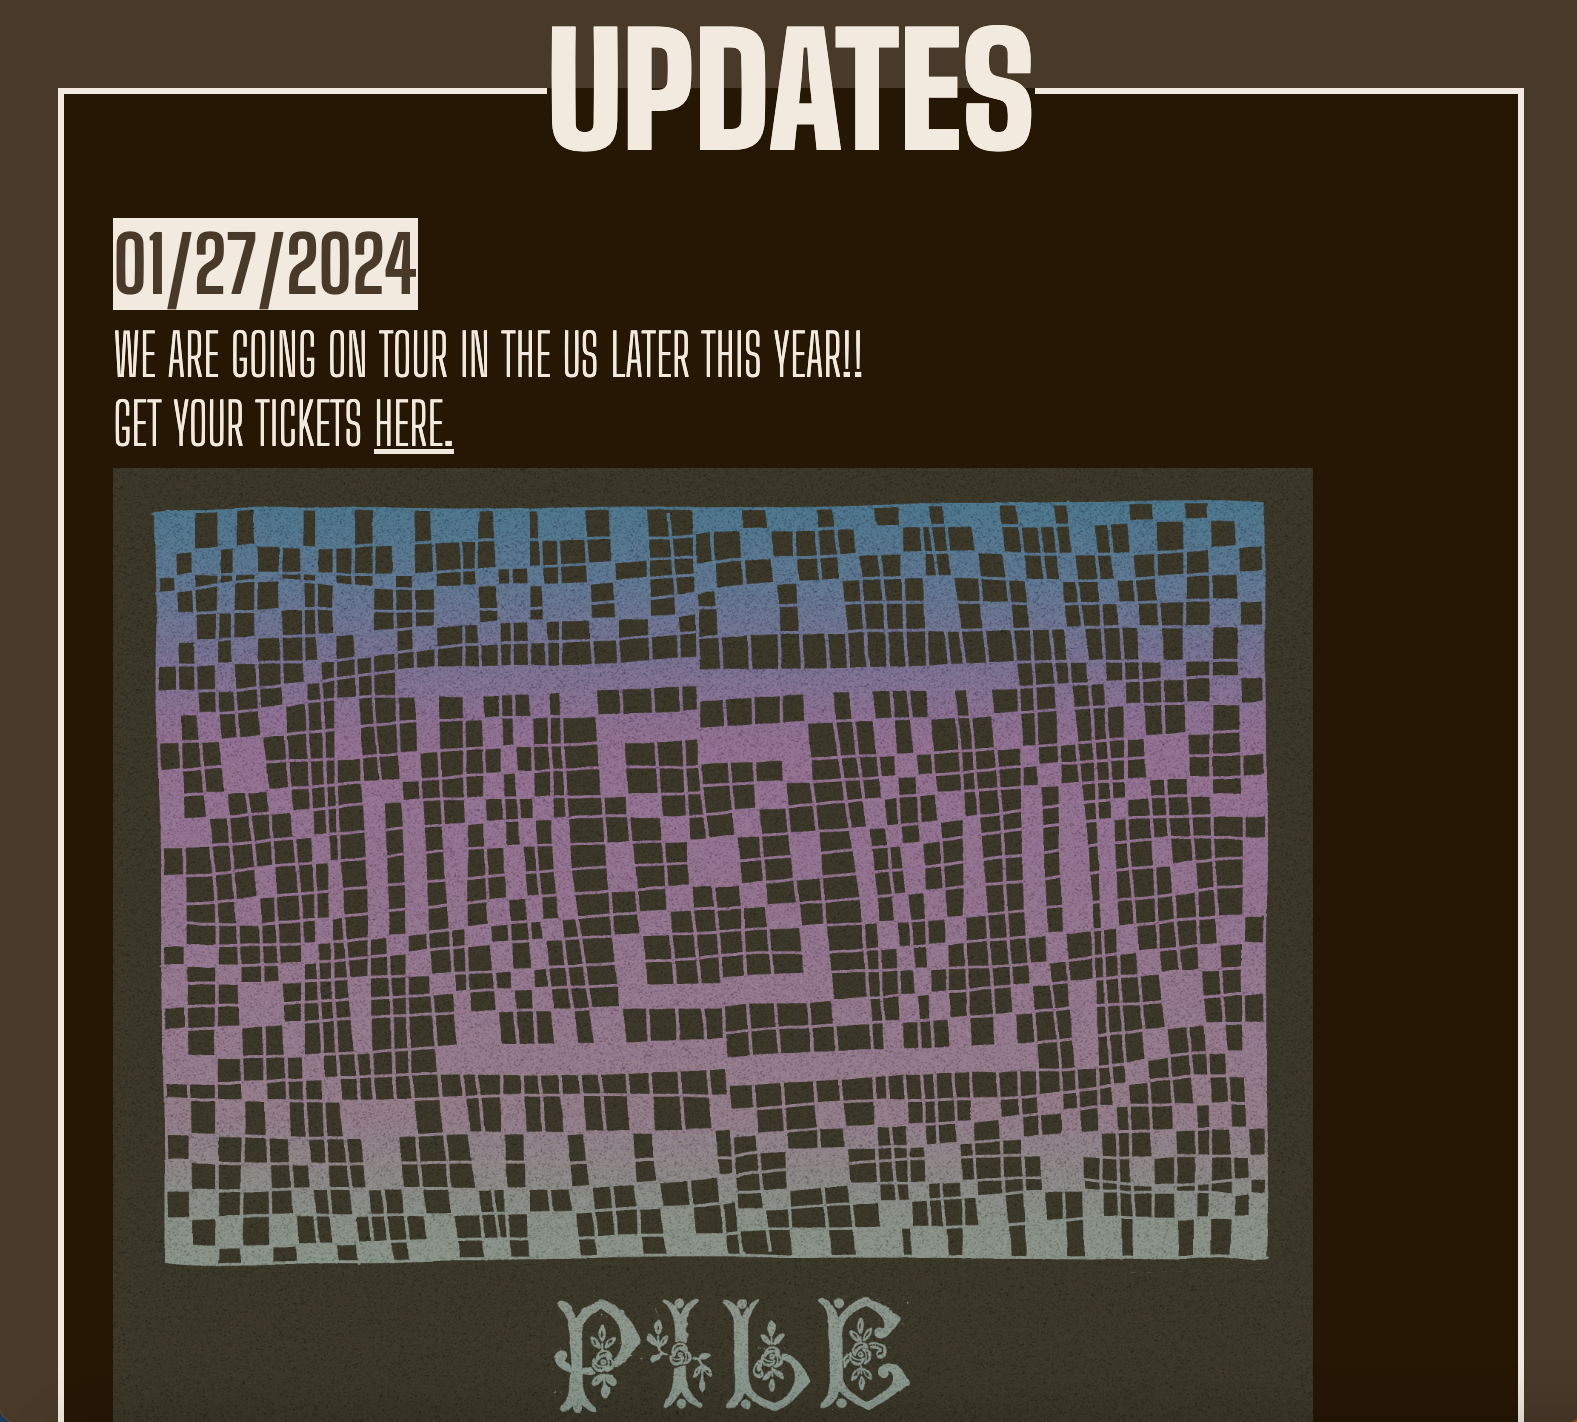 UPDATES
01/27/2024
WE ARE GOING ON TOUR IN THE US LATER THIS YEAR!!
GET YOUR TICKETS HERE.
PILE